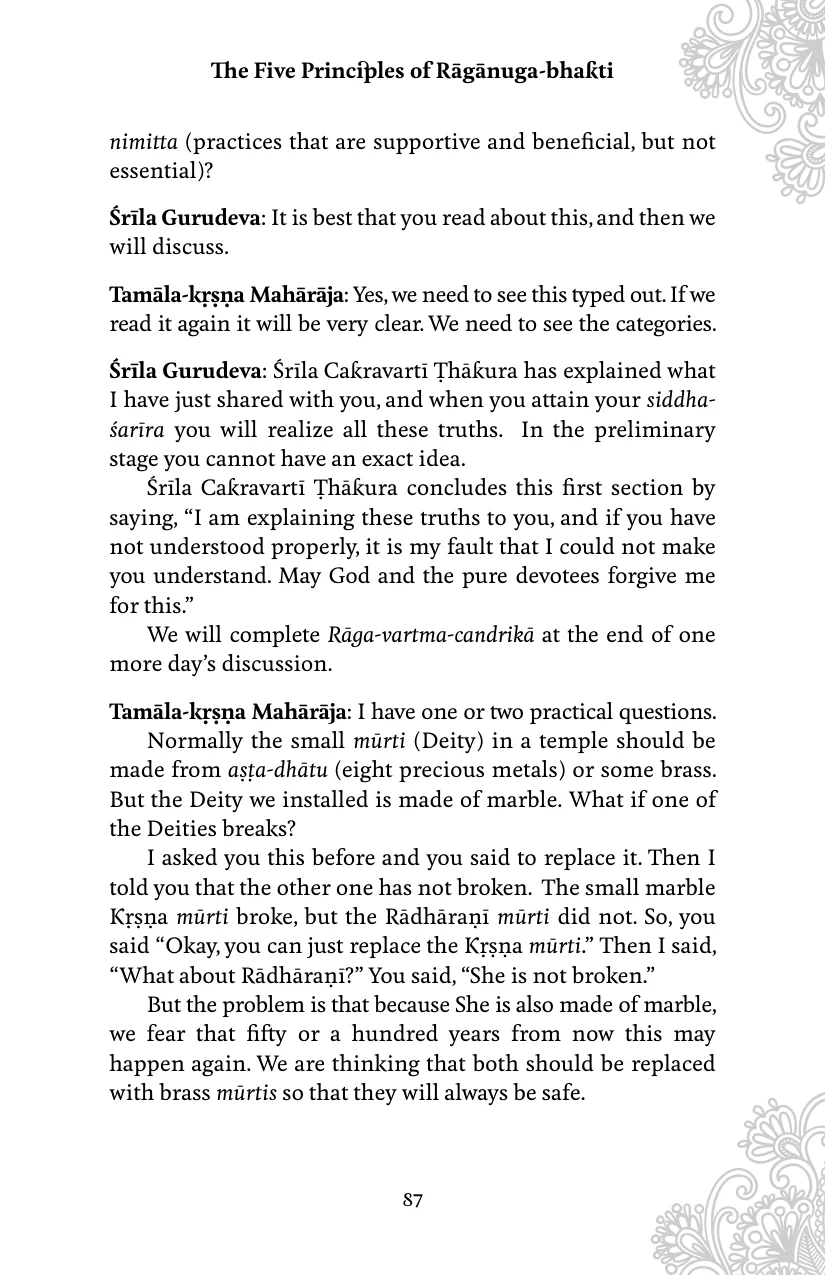 The Five Principles of Rāgānuga-bhakti
nimitta (practices that are supportive and beneficial, but not
essential)?
Śrīla Gurudeva: It is best that you read about this, and then we
will discuss.
Tamāla-kṛṣṇa Mahārāja: Yes, we need to see this typed out. If we
read it again it will be very clear. We need to see the categories.
Śrīla Gurudeva: Śrīla Cakravartī Ṭhākura has explained what
I have just shared with you, and when you attain your siddha-
śarīra you will realize all these truths.  In the preliminary
stage you cannot have an exact idea.
Śrīla Cakravartī Ṭhākura concludes this first section by
saying, “I am explaining these truths to you, and if you have
not understood properly, it is my fault that I could not make
you understand. May God and the pure devotees forgive me
for this.”
We will complete Rāga-vartma-candrikā at the end of one
more day’s discussion.
Tamāla-kṛṣṇa Mahārāja: I have one or two practical questions.
Normally the small mūrti (Deity) in a temple should be
made from aṣṭa-dhātu (eight precious metals) or some brass.
But the Deity we installed is made of marble. What if one of
the Deities breaks?
I asked you this before and you said to replace it. Then I
told you that the other one has not broken.  The small marble
Kṛṣṇa mūrti broke, but the Rādhāraṇī mūrti did not. So, you
said “Okay, you can just replace the Kṛṣṇa mūrti.” Then I said,
“What about Rādhāraṇī?” You said, “She is not broken.”
But the problem is that because She is also made of marble,
we fear that fifty or a hundred years from now this may
happen again. We are thinking that both should be replaced
with brass mūrtis so that they will always be safe.
87